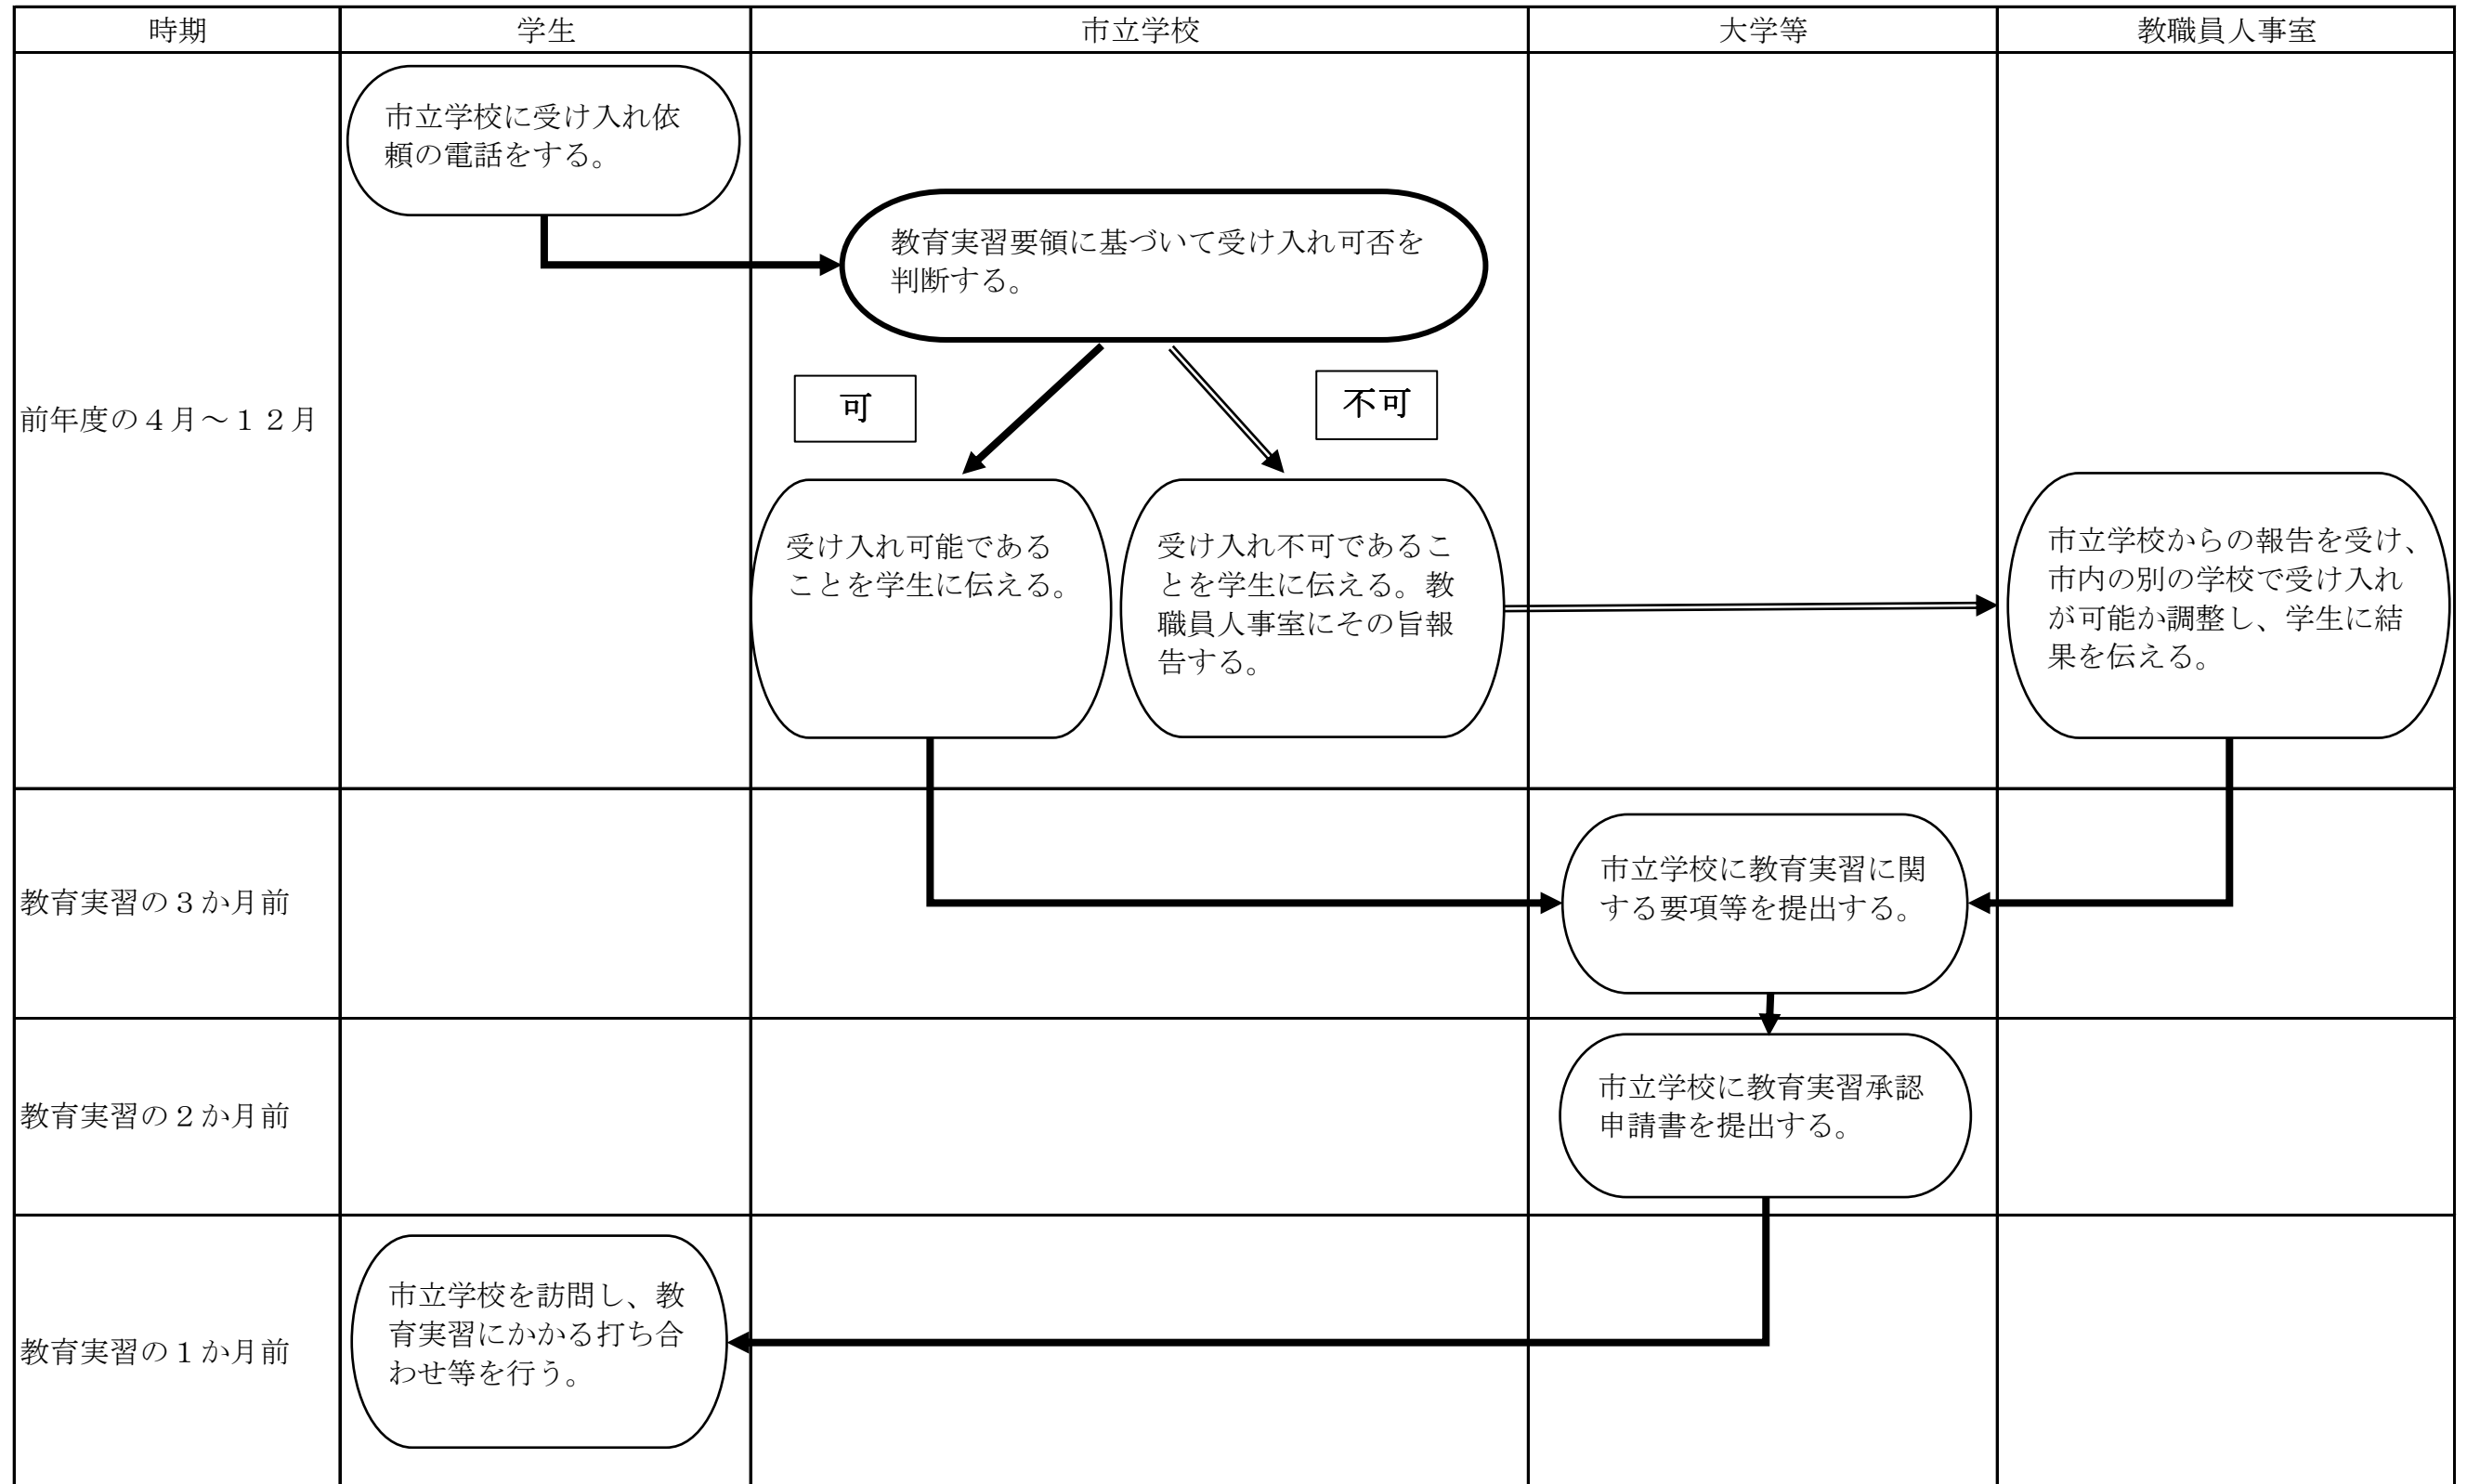 時期
学生
市立学校
大学等
教職員人事室
市立学校に受け入れ依
頼の電話をする。
教育実習要領に基づいて受け入れ可否を
判断する。
可
不可
前年度の4月～12月
受け入れ可能である
ことを学生に伝える。
受け入れ不可であるこ
とを学生に伝える。教
職員人事室にその旨報
告する。
市立学校からの報告を受け、
市内の別の学校で受け入れ
が可能か調整し、学生に結
果を伝える。
教育実習の3か月前
市立学校に教育実習に関
する要項等を提出する。
教育実習の2か月前
市立学校に教育実習承認
申請書を提出する。
教育実習の1か月前
市立学校を訪問し、教
育実習にかかる打ち合
わせ等を行う。